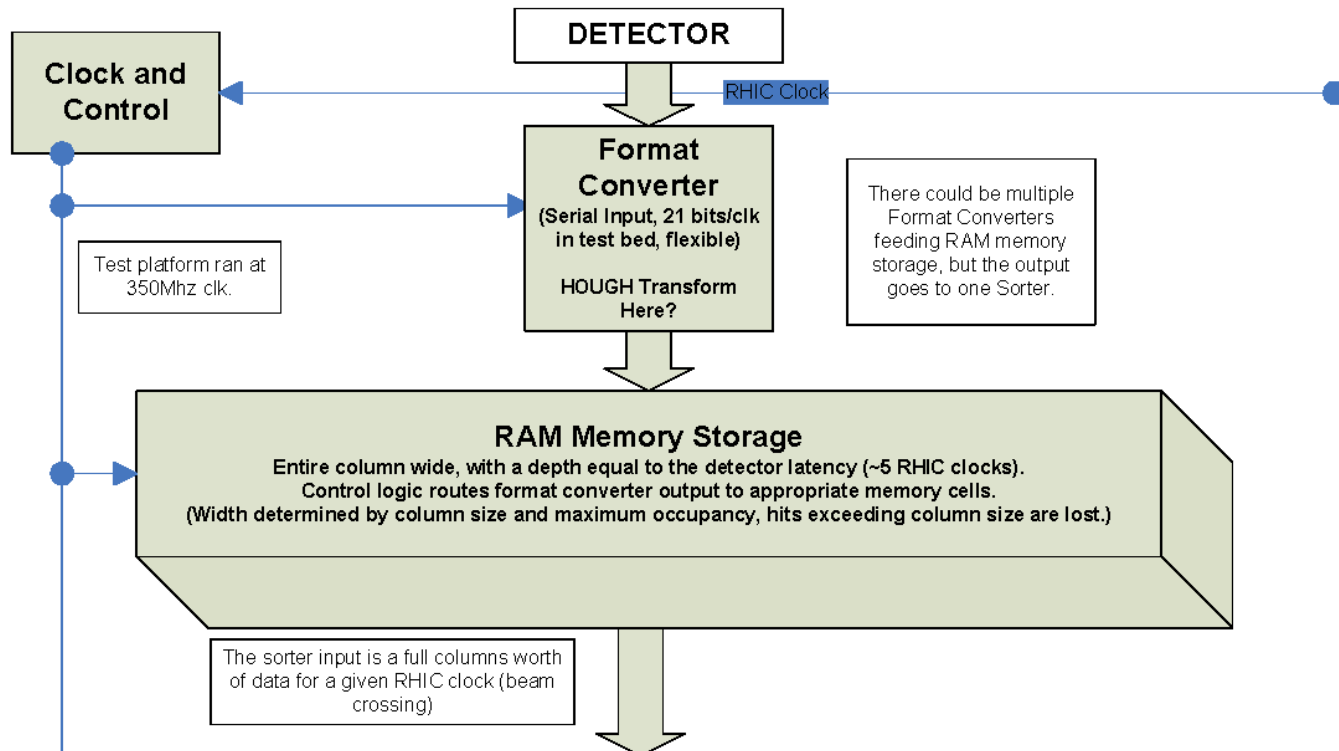 DETECTOR
Clock and
Control
RHIC Clock
Format
Converter
(Serial Input, 21 bits/clk
in test bed, flexible)
HOUGH Transform
Here?
There could be multiple
Format Converters
feeding RAM memory
storage, but the output
goes to one Sorter.
Test platform ran at
350Mhz clk.
RAM Memory Storage
Entire column wide, with a depth equal to the detector latency (~5 RHIC clocks).
Control logic routes format converter output to appropriate memory cells.
(Width determined by column size and maximum occupancy, hits exceeding column size are lost.)
The sorter input is a full columns worth
of data for a given RHIC clock (beam
crossing)